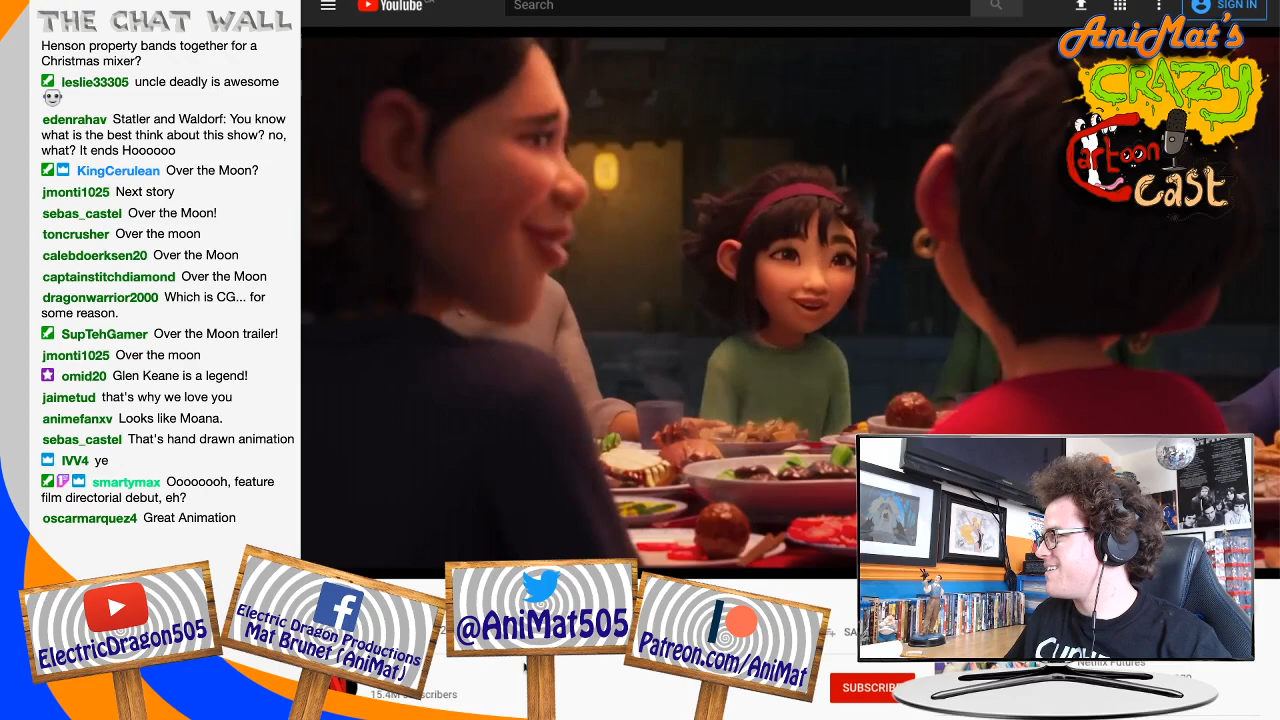 THE CHAT WALL
Henson property bands together for a
Christmas mixer?
leslie33305 uncle deadly is awesome
edenrahav Statler and Waldorf: You know
what is the best think about this show? no,
what? It ends Hoooooo
KingCerulean Over the Moon?
jmonti1025 Next story
sebas_castel Over the Moon!
toncrusher Over the moon
calebdoerksen20 Over the Moon
captainstitchdiamond Over the Moon
dragonwarrior2000 Which is CG... for
some reason.
SupTehGamer Over the Moon trailer!
jmonti1025 Over the moon
omid20 Glen Keane is a legend!
jaimetud that's why we love you
animefanxv Looks like Moana.
sebas_castel That's hand drawn animation
IVV4 ye
smartymax Oooooooh, feature
film directorial debut, eh?
oscarmarquez4 Great Animation
YouTube CA
Search
SIGN IN
AniMat's
CRAZY
Cartoon
Cast
ElectricDragon505
Electric Dragon Productions
Mat Brunet (AniMat)
@AniMat505
Patreon.com/AniMat
15.4M subscribers
SUBSCRIBE
Netflix Futures